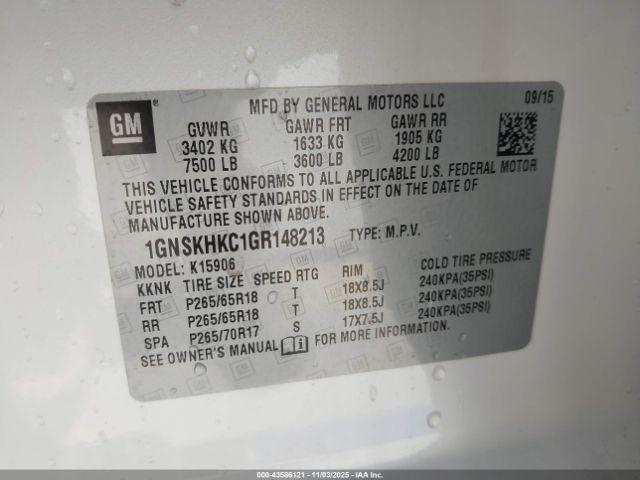 GM
MFD BY GENERAL MOTORS LLC 09/15
GVWR GAWR FRT GAWR RR
3402 KG 1633 KG 1905 KG
7500 LB 3600 LB 4200 LB
THIS VEHICLE CONFORMS TO ALL APPLICABLE U.S. FEDERAL MOTOR
VEHICLE SAFETY STANDARDS IN EFFECT ON THE DATE OF
MANUFACTURE SHOWN ABOVE.
1GNSKHKC1GR148213 TYPE: M.P.V.
MODEL: K15906
KKNK TIRE SIZE SPEED RTG RIM COLD TIRE PRESSURE
FRT P265/65R18 T 18X8.5J 240KPA(35PSI)
RR P265/65R18 T 18X8.5J 240KPA(35PSI)
SPA P265/70R17 S 17X7.5J 240KPA(35PSI)
SEE OWNER'S MANUAL FOR MORE INFORMATION.
000-43586121 - 11/03/2025 - IAA Inc.